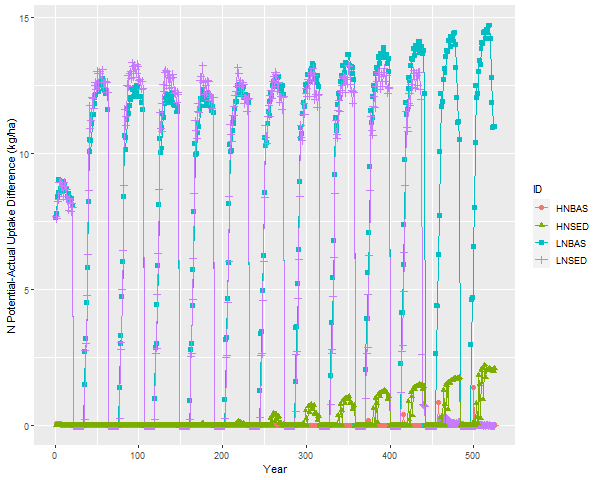 N Potential-Actual Uptake Difference (kg/ha)
15
10
5
0
0
100
200
300
400
500
Year
ID
HNBAS
HNSED
LNBAS
LNSED